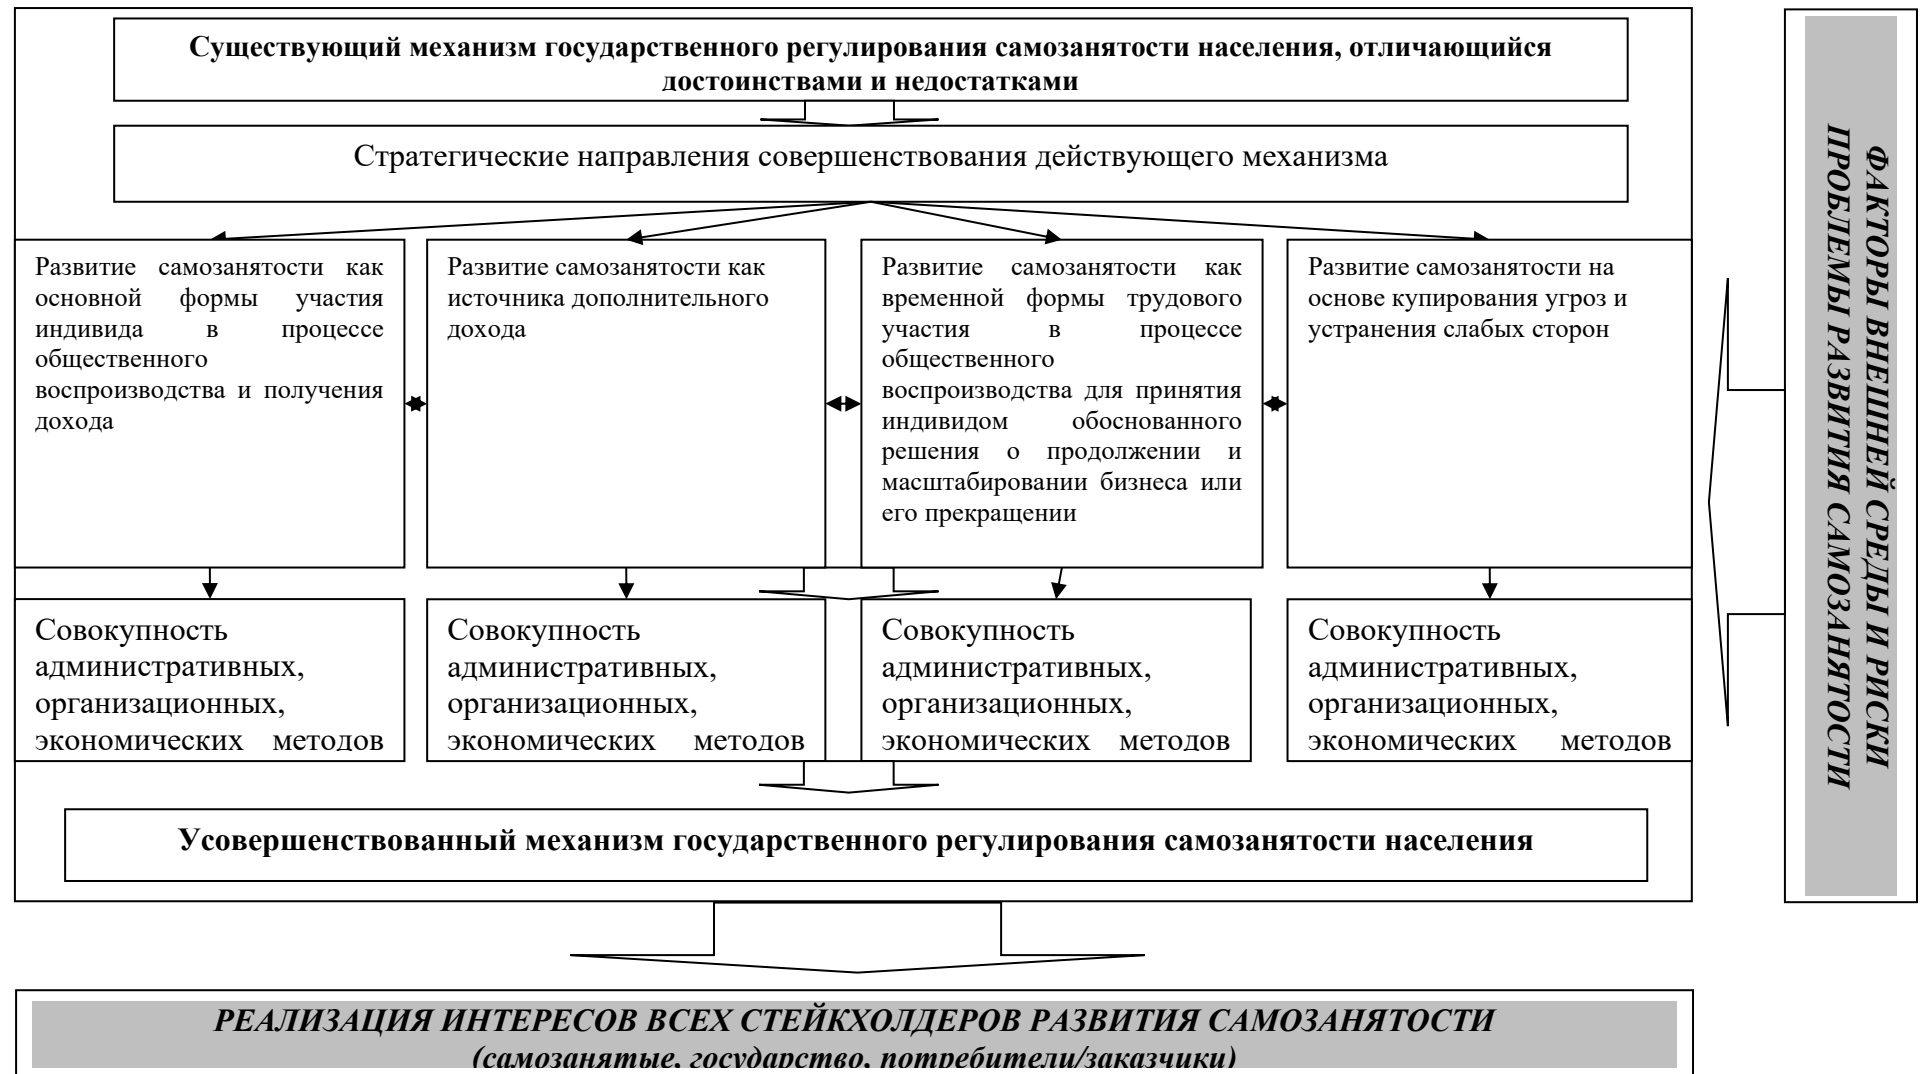 Существующий механизм государственного регулирования самозанятости населения, отличающийся
достоинствами и недостатками
Стратегические направления совершенствования действующего механизма
Развитие самозанятости как
основной формы участия
индивида в процессе
общественного
воспроизводства и получения
дохода
Развитие самозанятости как
источника дополнительного
дохода
Развитие самозанятости как
временной формы трудового
участия в процессе
общественного
воспроизводства для принятия
индивидом обоснованного
решения о продолжении и
масштабировании бизнеса или
его прекращении
Развитие самозанятости на
основе купирования угроз и
устранения слабых сторон
Совокупность
административных,
организационных,
экономических методов
Совокупность
административных,
организационных,
экономических методов
Совокупность
административных,
организационных,
экономических методов
Совокупность
административных,
организационных,
экономических методов
Усовершенствованный механизм государственного регулирования самозанятости населения
РЕАЛИЗАЦИЯ ИНТЕРЕСОВ ВСЕХ СТЕЙКХОЛДЕРОВ РАЗВИТИЯ САМОЗАНЯТОСТИ
(самозанятые, государство, потребители/заказчики)
ФАКТОРЫ ВНЕШНЕЙ СРЕДЫ И РИСКИ
ПРОБЛЕМЫ РАЗВИТИЯ САМОЗАНЯТОСТИ